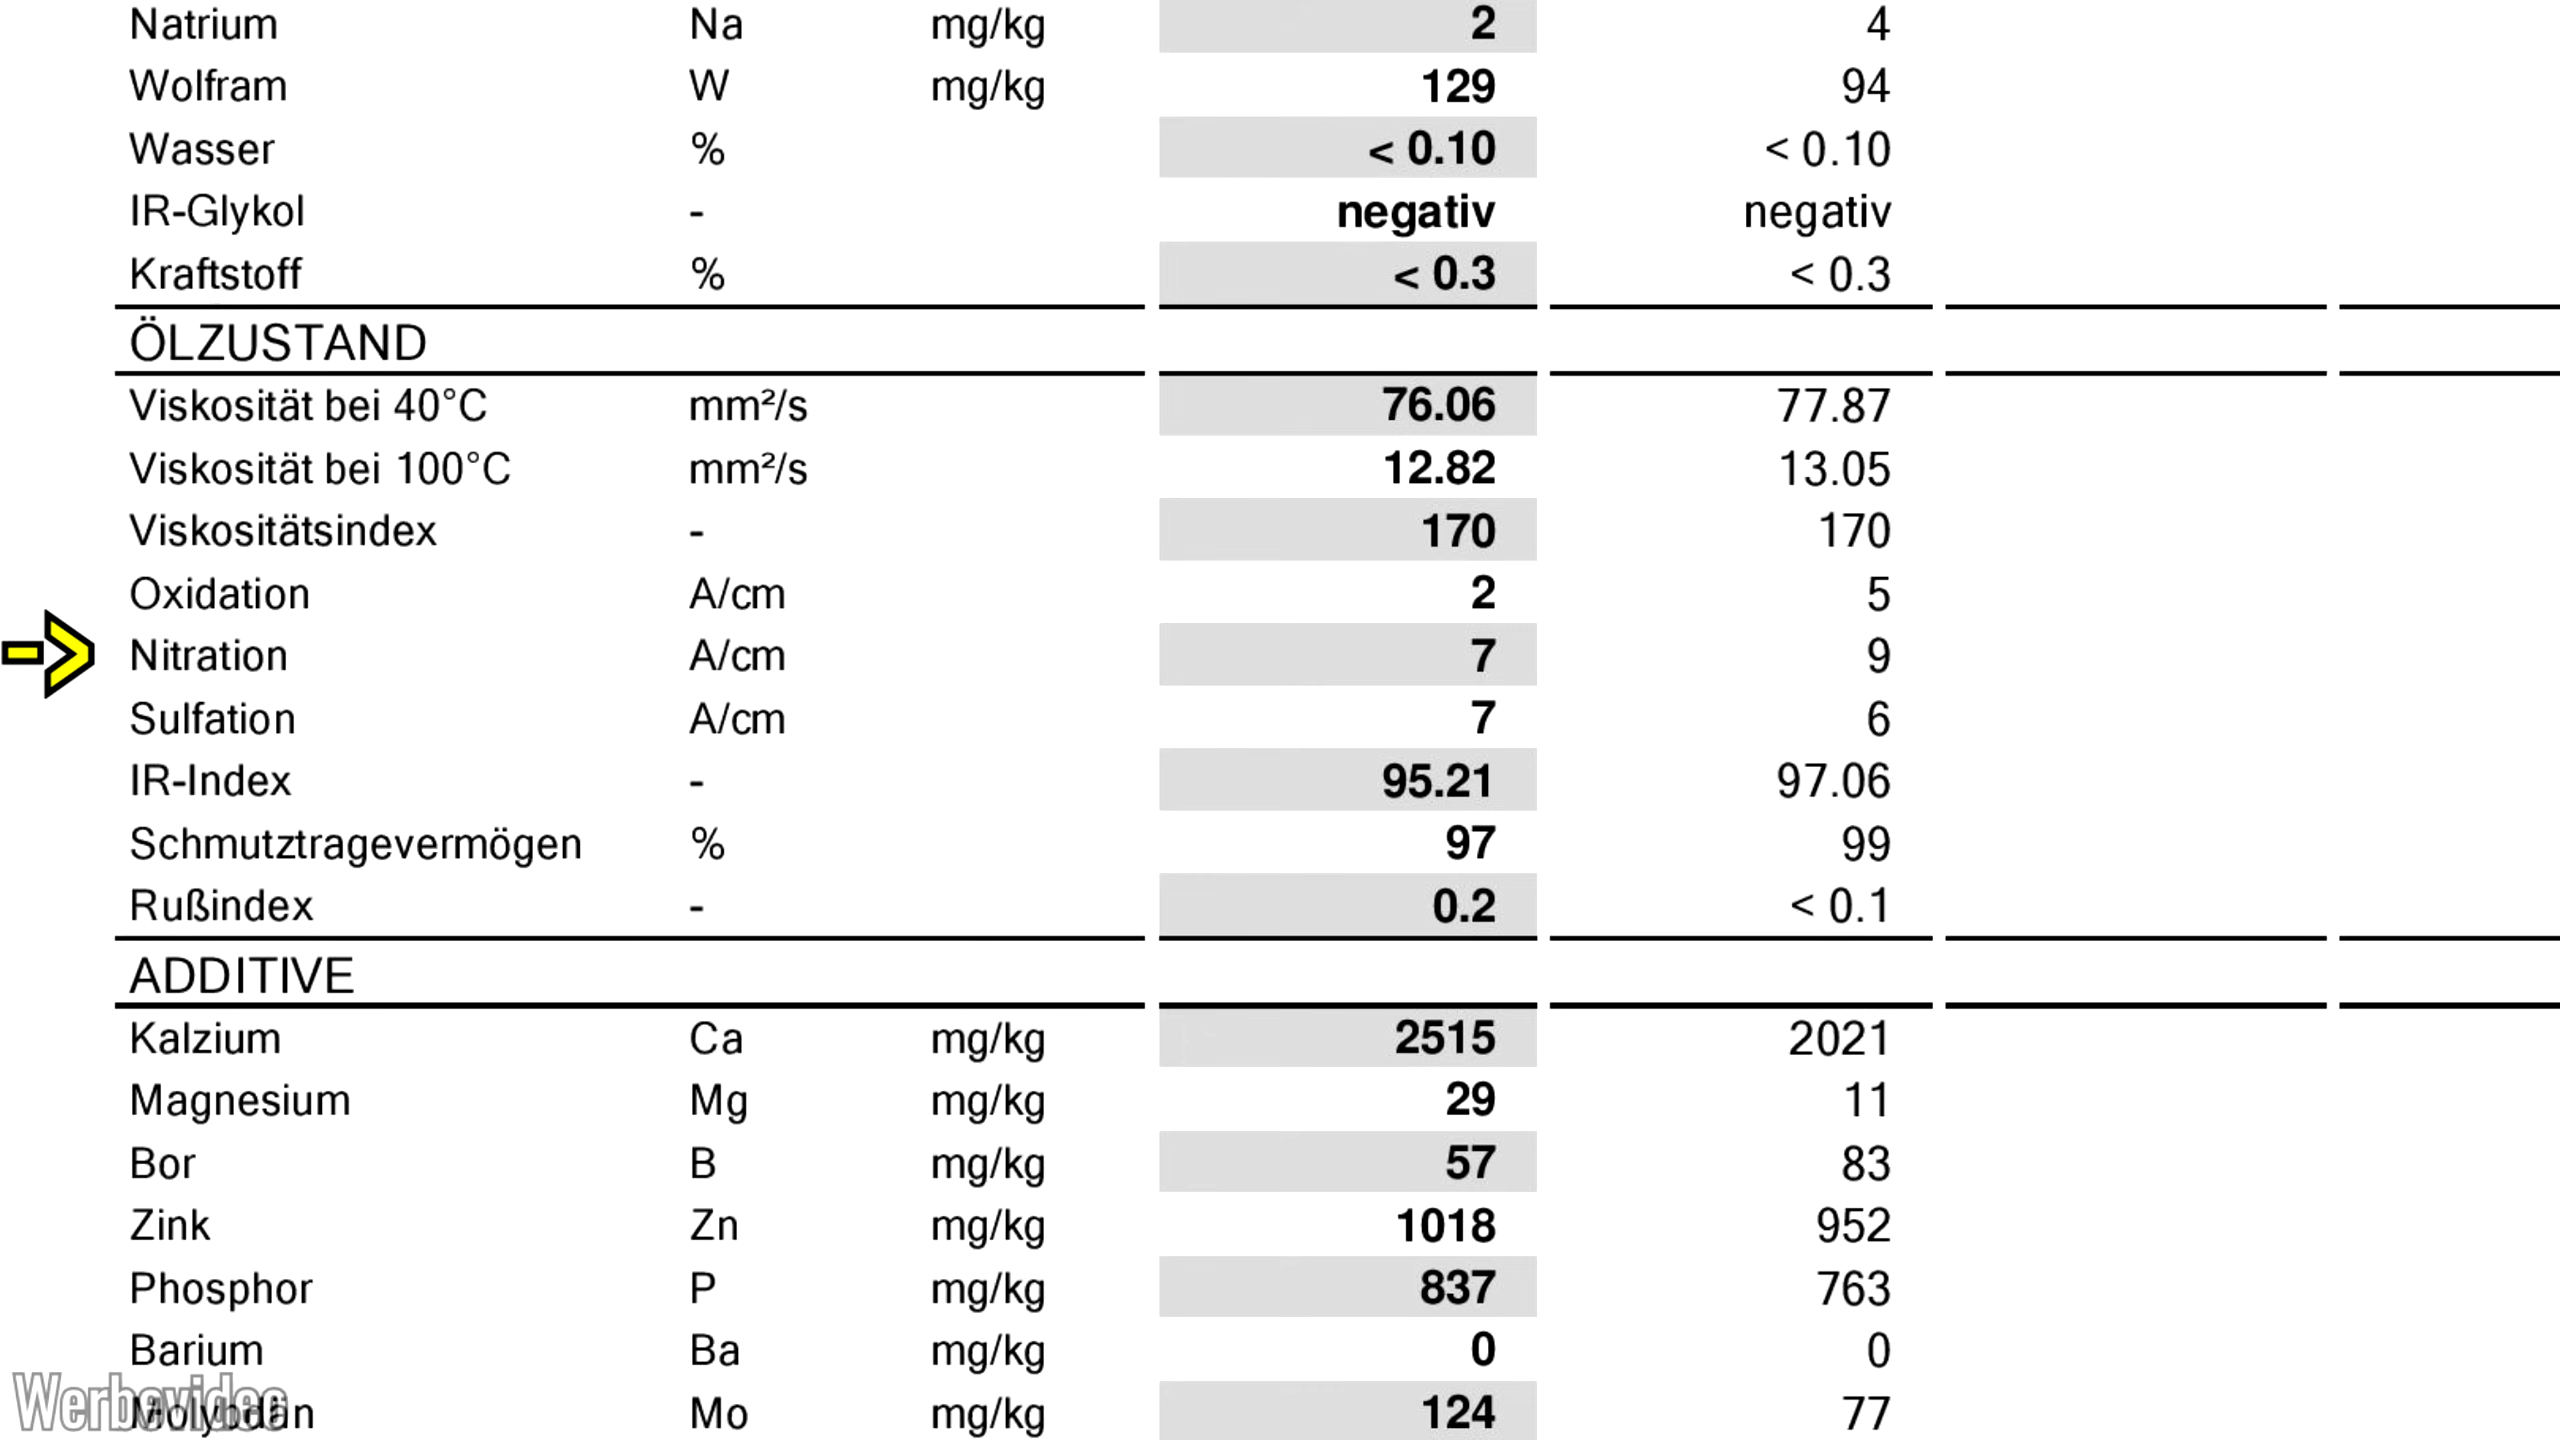 Natrium Na mg/kg 2 4
Wolfram W mg/kg 129 94
Wasser % < 0.10 < 0.10
IR-Glykol - negativ negativ
Kraftstoff % < 0.3 < 0.3
ÖLZUSTAND
Viskosität bei 40°C mm²/s 76.06 77.87
Viskosität bei 100°C mm²/s 12.82 13.05
Viskositätsindex - 170 170
Oxidation A/cm 2 5
Nitration A/cm 7 9
Sulfation A/cm 7 6
IR-Index - 95.21 97.06
Schmutztragevermögen % 97 99
Rußindex - 0.2 < 0.1
ADDITIVE
Kalzium Ca mg/kg 2515 2021
Magnesium Mg mg/kg 29 11
Bor B mg/kg 57 83
Zink Zn mg/kg 1018 952
Phosphor P mg/kg 837 763
Barium Ba mg/kg 0 0
Molybdän Mo mg/kg 124 77
Werbevideo